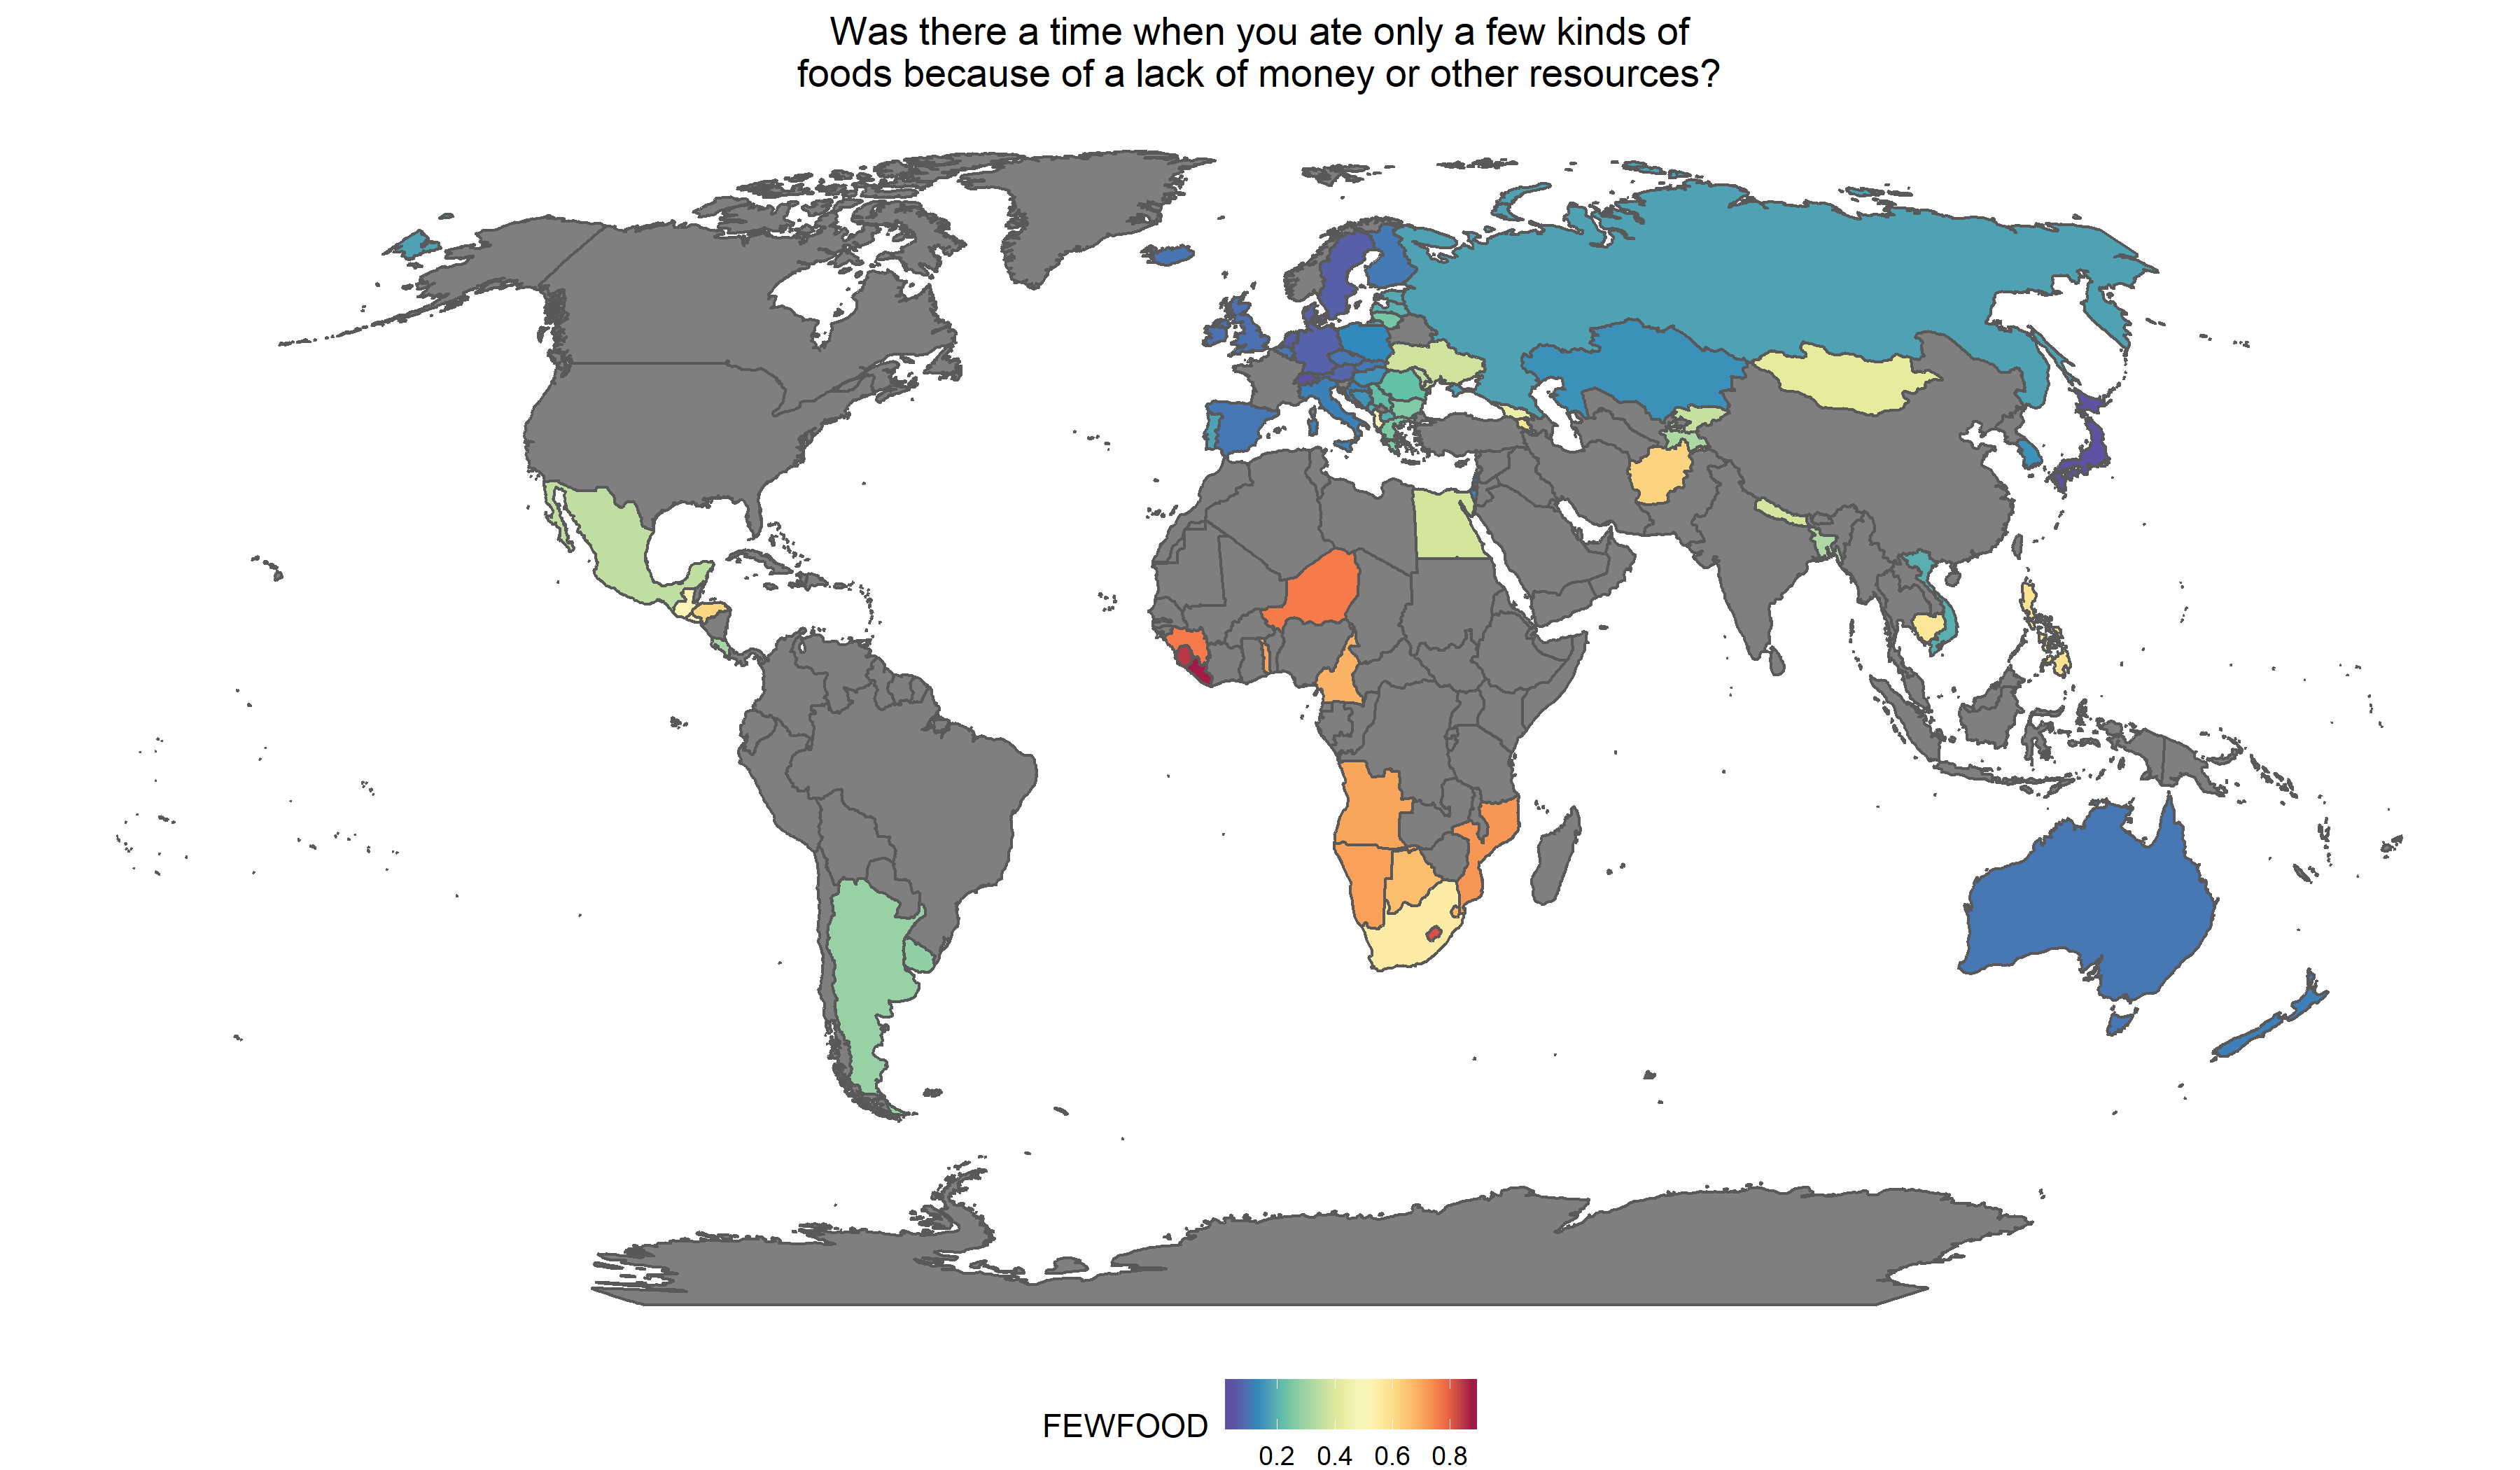 Was there a time when you ate only a few kinds of
foods because of a lack of money or other resources?
FEWFOOD
0.2 0.4 0.6 0.8